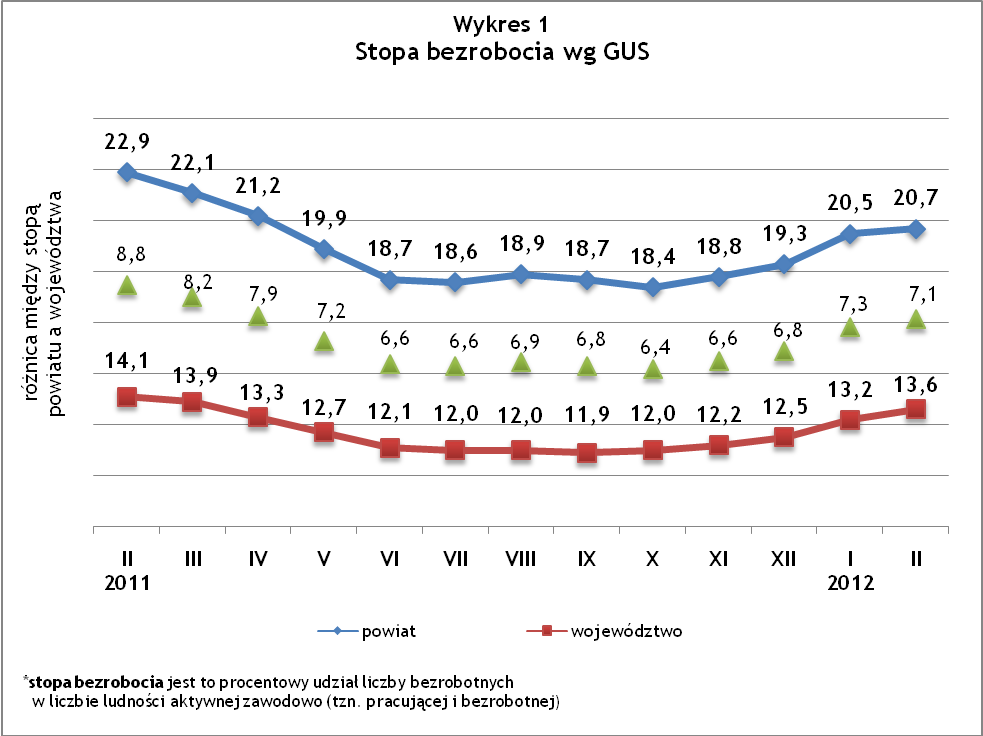 Wykres 1
Stopa bezrobocia wg GUS
różnica między stopą
powiatu a województwa
22,9 22,1 21,2 19,9 18,7 18,6 18,9 18,7 18,4 18,8 19,3 20,5 20,7
8,8 8,2 7,9 7,2 6,6 6,6 6,9 6,8 6,4 6,6 6,8 7,3 7,1
14,1 13,9 13,3 12,7 12,1 12,0 12,0 11,9 12,0 12,2 12,5 13,2 13,6
II III IV V VI VII VIII IX X XI XII I II
2011 2012
powiat województwo
*stopa bezrobocia jest to procentowy udział liczby bezrobotnych
w liczbie ludności aktywnej zawodowo (tzn. pracującej i bezrobotnej)